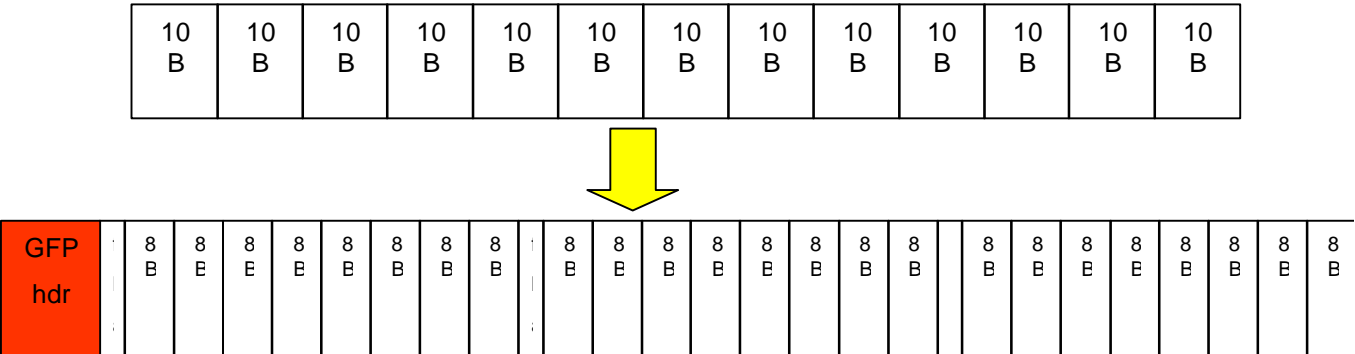 10 10 10 10 10 10 10 10 10 10 10 10 10
B B B B B B B B B B B B B
GFP 8 8 8 8 8 8 8 8 8 8 8 8 8 8 8 8 8 8 8 8 8 8 8 8
B B B B B B B B B B B B B B B B B B B B B B B B
hdr